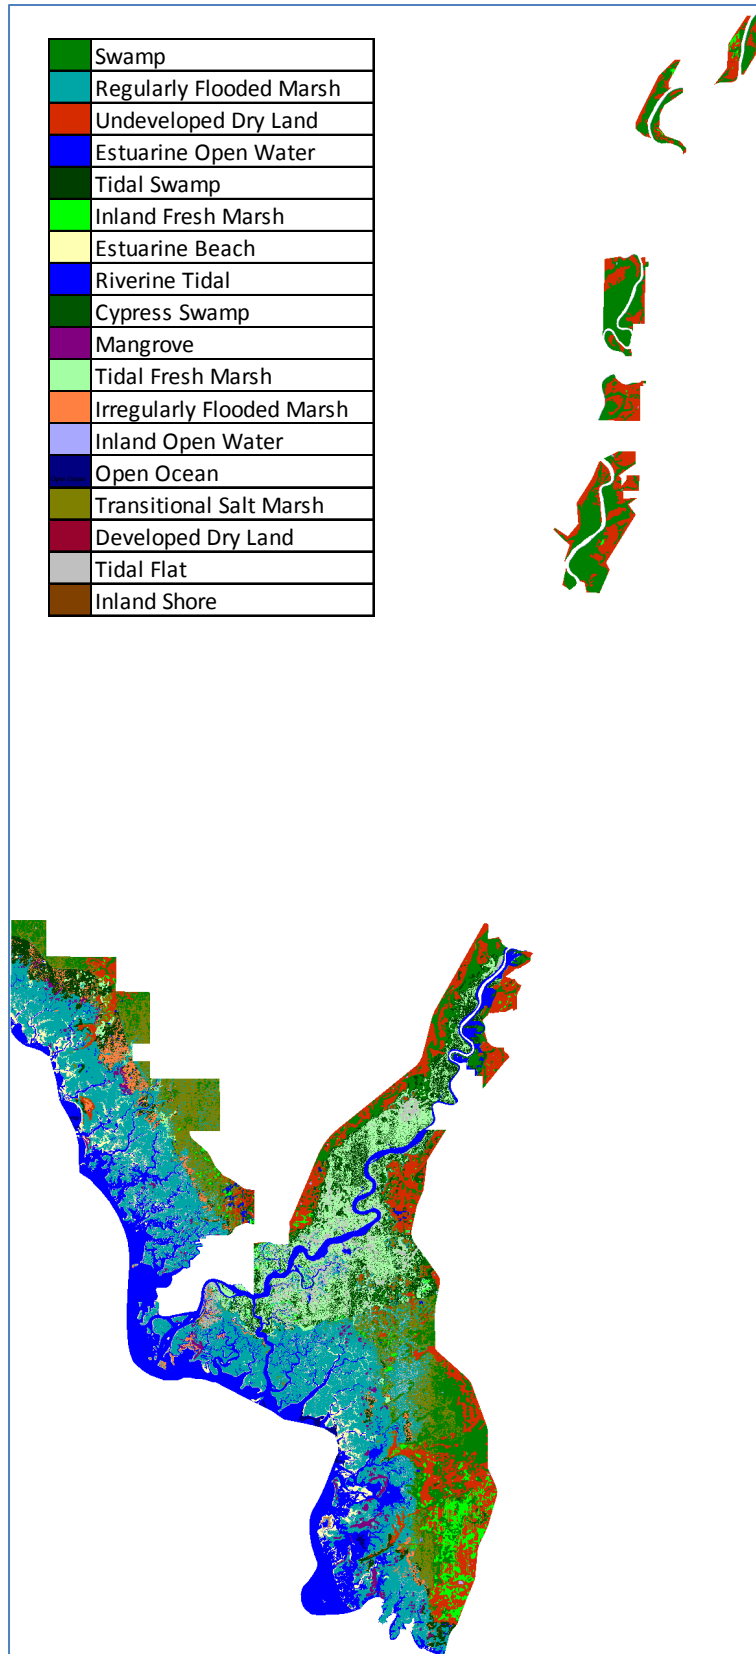 Swamp
Regularly Flooded Marsh
Undeveloped Dry Land
Estuarine Open Water
Tidal Swamp
Inland Fresh Marsh
Estuarine Beach
Riverine Tidal
Cypress Swamp
Mangrove
Tidal Fresh Marsh
Irregularly Flooded Marsh
Inland Open Water
Open Ocean
Transitional Salt Marsh
Developed Dry Land
Tidal Flat
Inland Shore